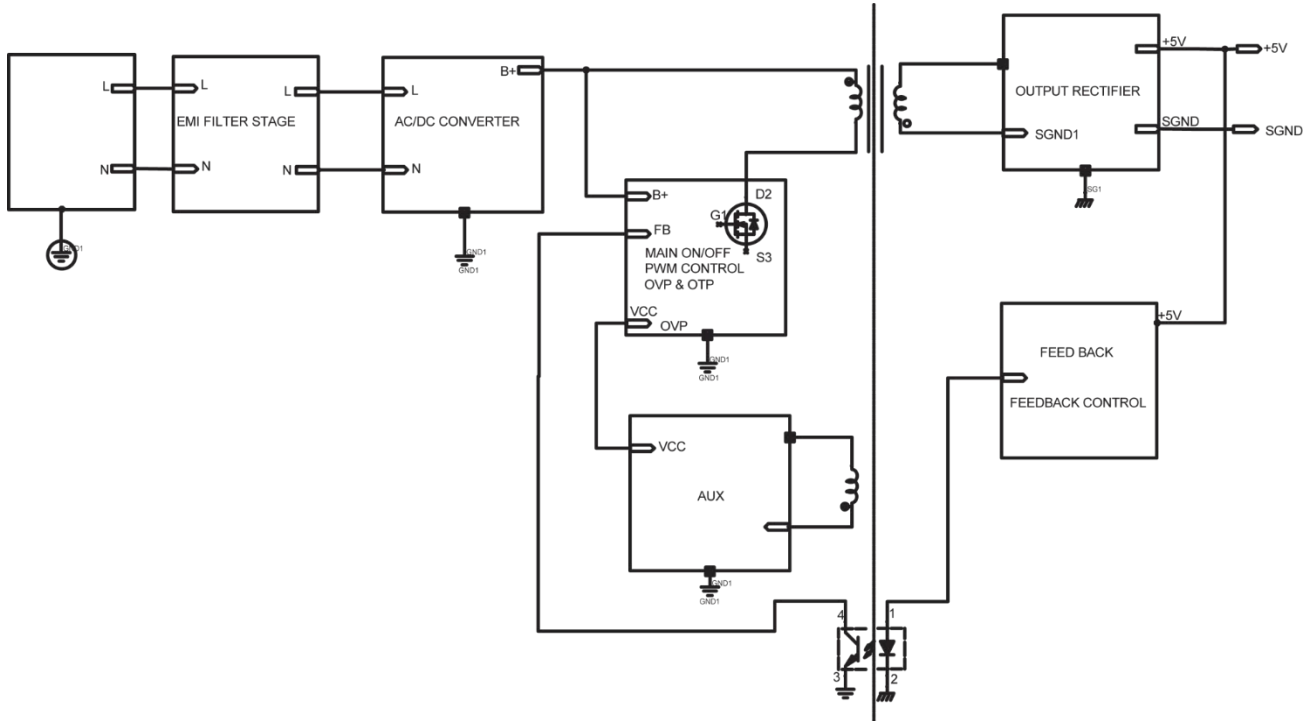 L
N
GND1
L
N
EMI FILTER STAGE
L
N
L
N
AC/DC CONVERTER
B+
GND1
GND1
B+
FB
D2
G1
S3
MAIN ON/OFF
PWM CONTROL
OVP & OTP
VCC
OVP
GND1
GND1
VCC
AUX
GND1
GND1
4
3
1
2
OUTPUT RECTIFIER
SGND1
+5V
SGND
SG1
+5V
SGND
+5V
FEED BACK
FEEDBACK CONTROL